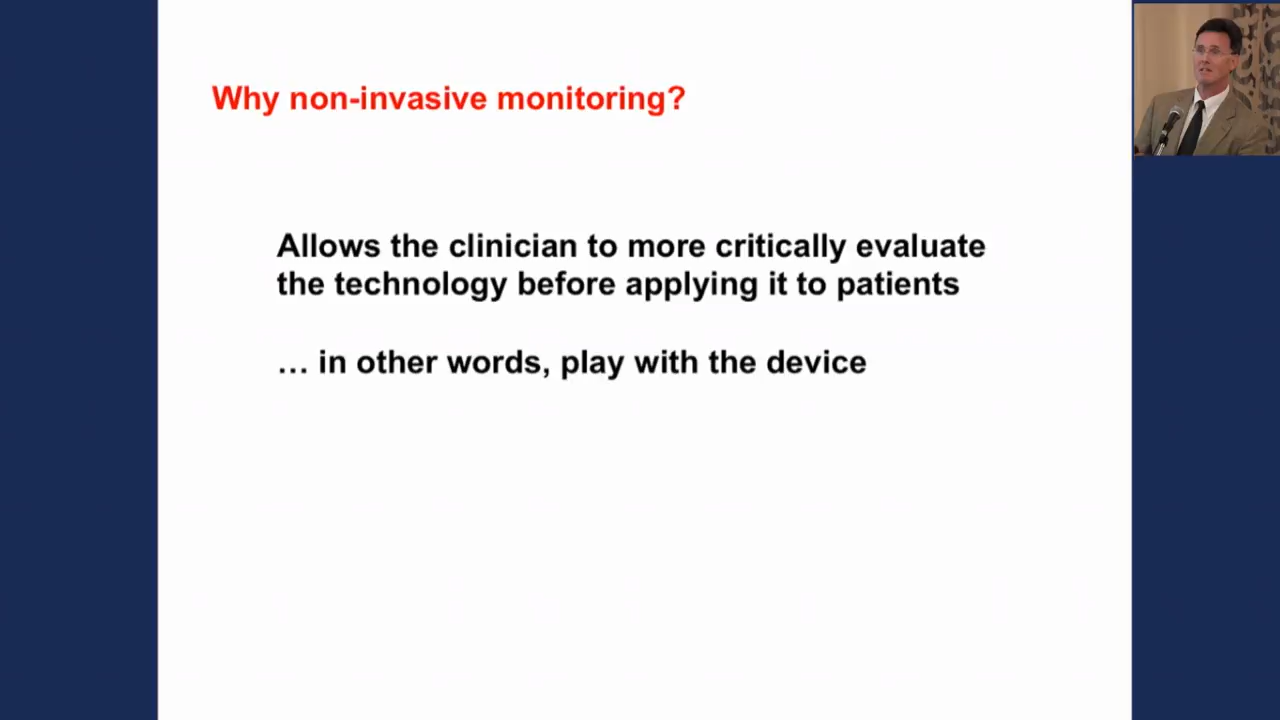 Why non-invasive monitoring?
Allows the clinician to more critically evaluate
the technology before applying it to patients
… in other words, play with the device